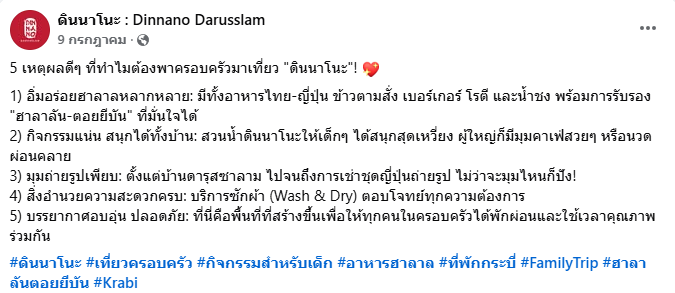 ดินนาโนะ : Dinnano Darusslam
9 กรกฎาคม ·
5 เหตุผลดีๆ ที่ทำไมต้องพาครอบครัวมาเที่ยว "ดินนาโนะ"! 💖
1) อิ่มอร่อยฮาลาลหลากหลาย: มีทั้งอาหารไทย-ญี่ปุ่น ข้าวตามสั่ง เบอร์เกอร์ โรตี และน้ำชง พร้อมการรับรอง
"ฮาลาลัน-ตอยยีบัน" ที่มั่นใจได้
2) กิจกรรมแน่น สนุกได้ทั้งบ้าน: สวนน้ำดินนาโนะให้เด็กๆ ได้สนุกสุดเหวี่ยง ผู้ใหญ่ก็มีมุมคาเฟ่สวยๆ หรือนวด
ผ่อนคลาย
3) มุมถ่ายรูปเพียบ: ตั้งแต่บ้านดารุสซาลาม ไปจนถึงการเช่าชุดญี่ปุ่นถ่ายรูป ไม่ว่าจะมุมไหนก็ปัง!
4) สิ่งอำนวยความสะดวกครบ: บริการซักผ้า (Wash & Dry) ตอบโจทย์ทุกความต้องการ
5) บรรยากาศอบอุ่น ปลอดภัย: ที่นี่คือพื้นที่ที่สร้างขึ้นเพื่อให้ทุกคนในครอบครัวได้พักผ่อนและใช้เวลาคุณภาพ
ร่วมกัน
#ดินนาโนะ #เที่ยวครอบครัว #กิจกรรมสำหรับเด็ก #อาหารฮาลาล #ที่พักกระบี่ #FamilyTrip #ฮาลา
ลันตอยยีบัน #Krabi